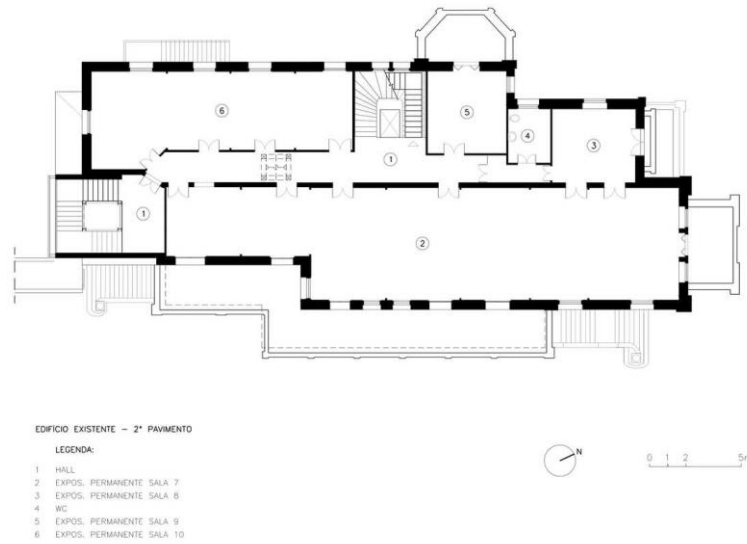 6
5
4
3
1
1
2
EDIFÍCIO EXISTENTE – 2° PAVIMENTO
LEGENDA:
1 HALL
2 EXPOS. PERMANENTE SALA 7
3 EXPOS. PERMANENTE SALA 8
4 WC
5 EXPOS. PERMANENTE SALA 9
6 EXPOS. PERMANENTE SALA 10
N
0 1 2 5